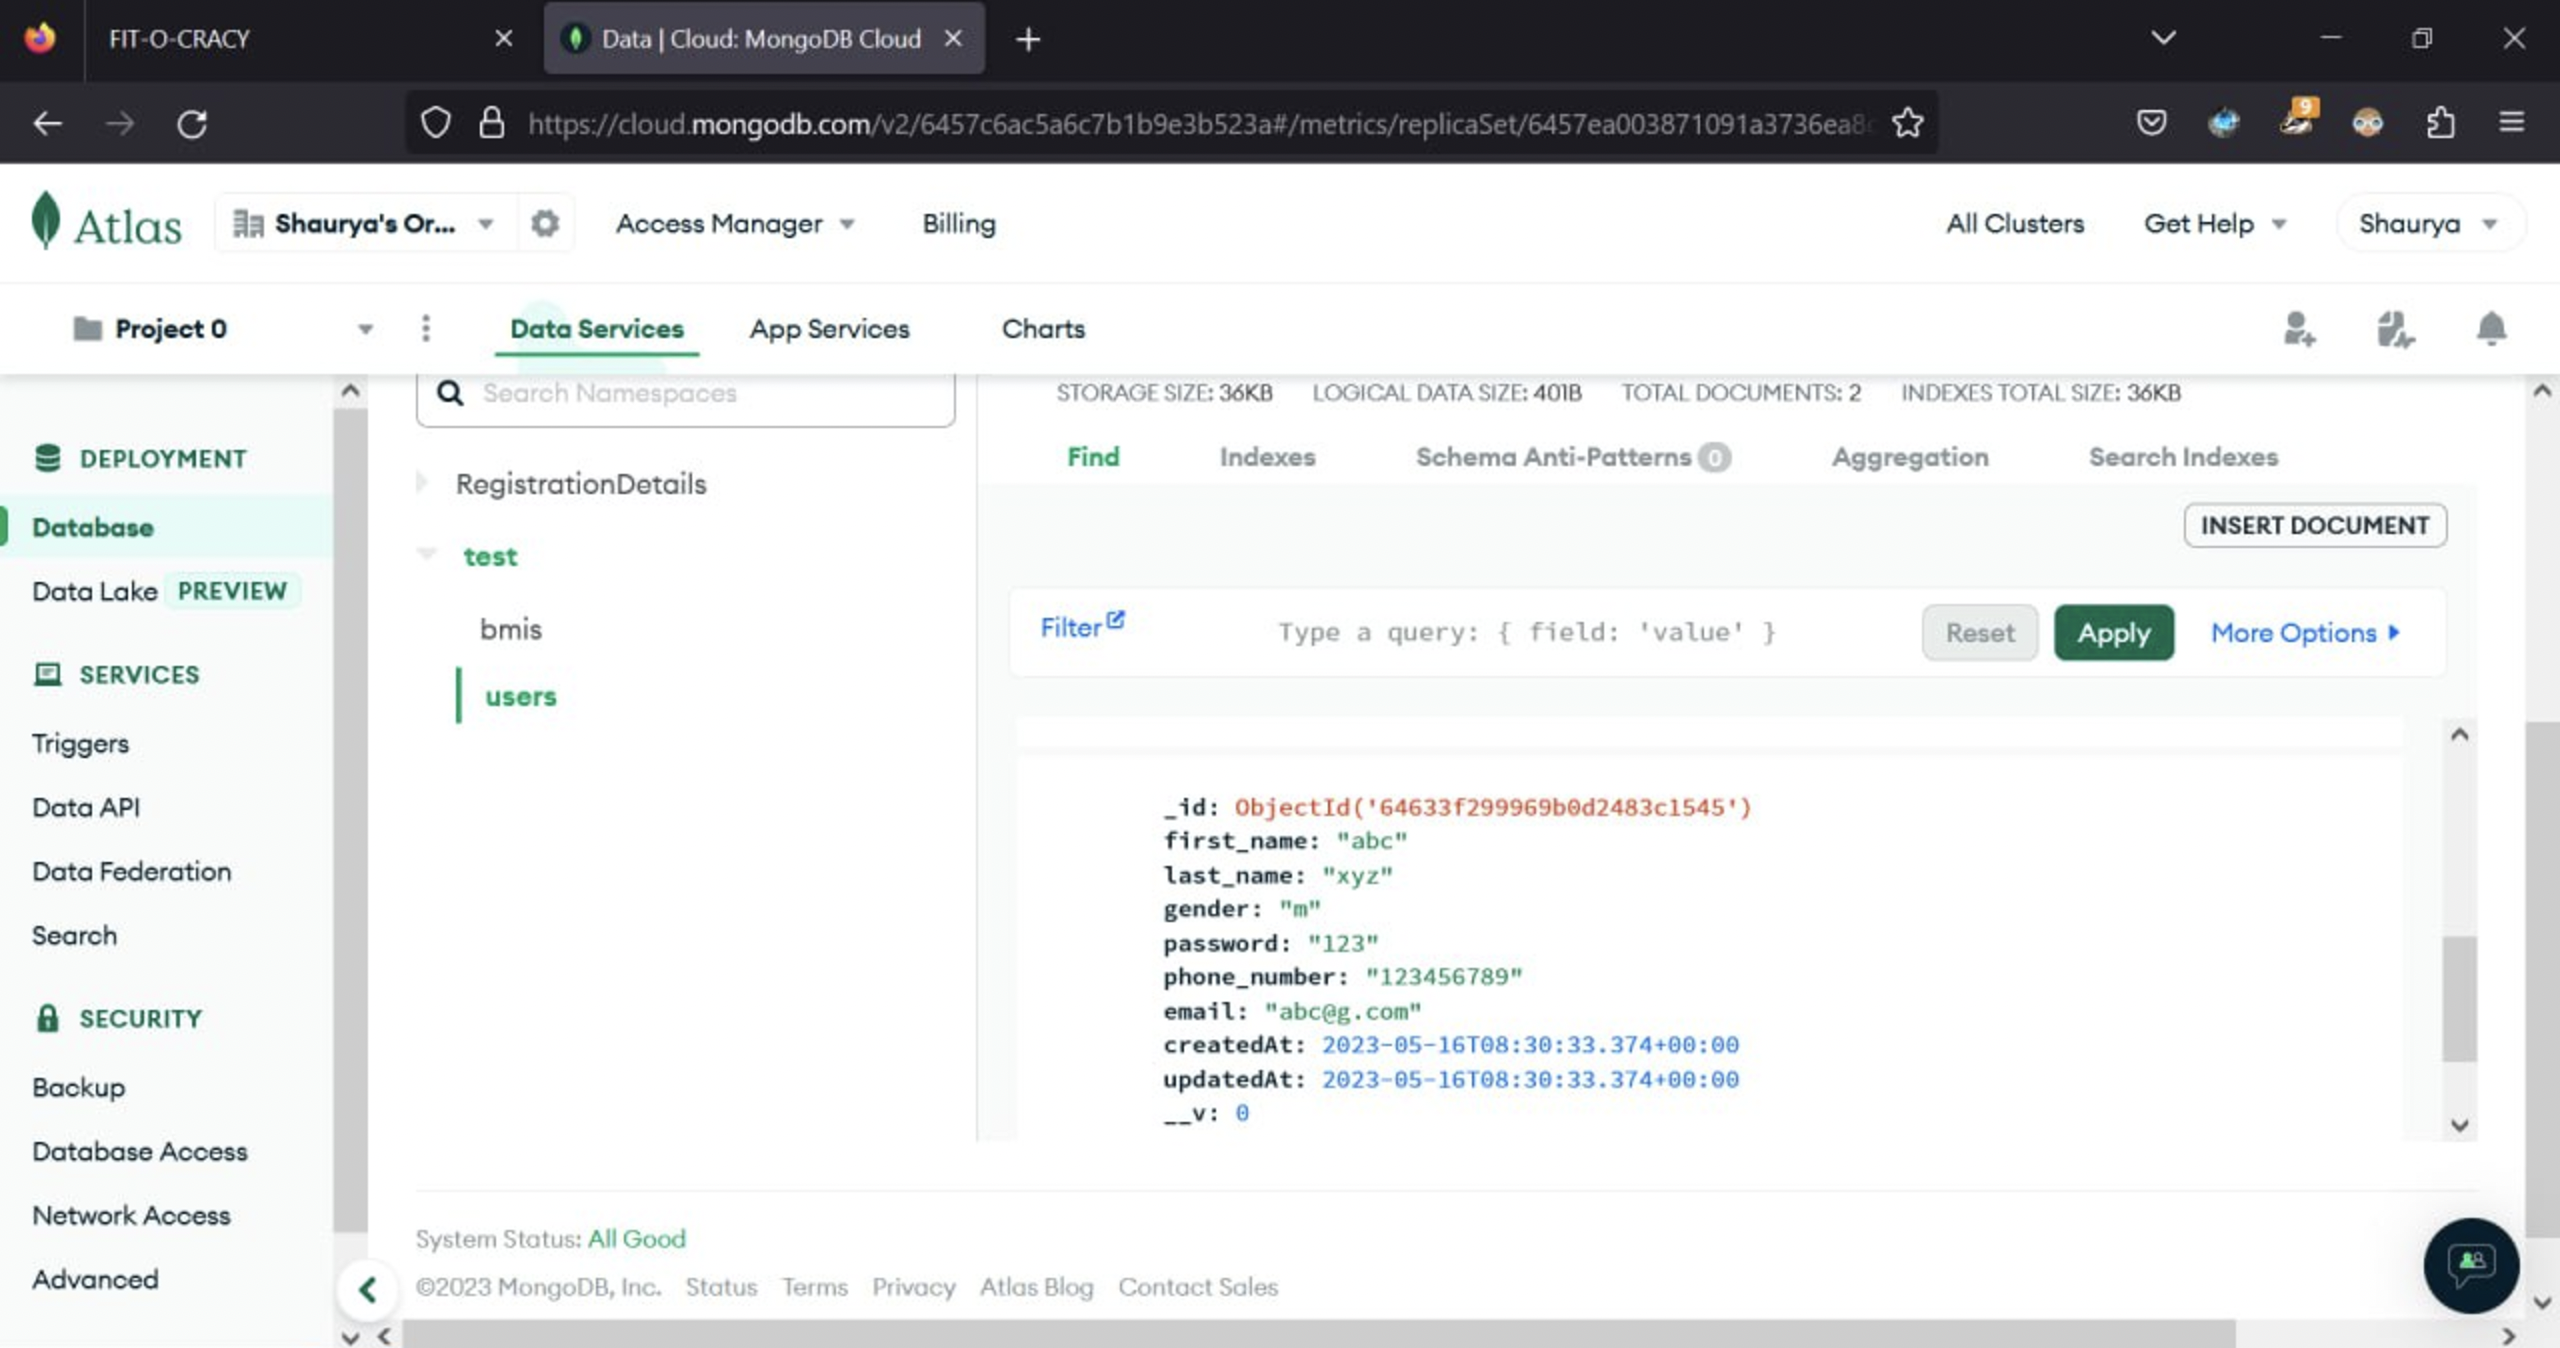 FIT-O-CRACY
Data | Cloud: MongoDB Cloud
https://cloud.mongodb.com/v2/6457c6ac5a6c7b1b9e3b523a#/metrics/replicaSet/6457ea003871091a3736ea8c
9
Atlas
Shaurya's Or...
Access Manager
Billing
All Clusters
Get Help
Shaurya
Project 0
Data Services
App Services
Charts
DEPLOYMENT
Database
Data Lake PREVIEW
SERVICES
Triggers
Data API
Data Federation
Search
SECURITY
Backup
Database Access
Network Access
Advanced
Search Namespaces
RegistrationDetails
test
bmis
users
STORAGE SIZE: 36KB LOGICAL DATA SIZE: 401B TOTAL DOCUMENTS: 2 INDEXES TOTAL SIZE: 36KB
Find Indexes Schema Anti-Patterns 0 Aggregation Search Indexes
INSERT DOCUMENT
Filter Type a query: { field: 'value' } Reset Apply More Options
_id: ObjectId('64633f299969b0d2483c1545')
first_name: "abc"
last_name: "xyz"
gender: "m"
password: "123"
phone_number: "123456789"
email: "abc@g.com"
createdAt: 2023-05-16T08:30:33.374+00:00
updatedAt: 2023-05-16T08:30:33.374+00:00
__v: 0
System Status: All Good
©2023 MongoDB, Inc. Status Terms Privacy Atlas Blog Contact Sales